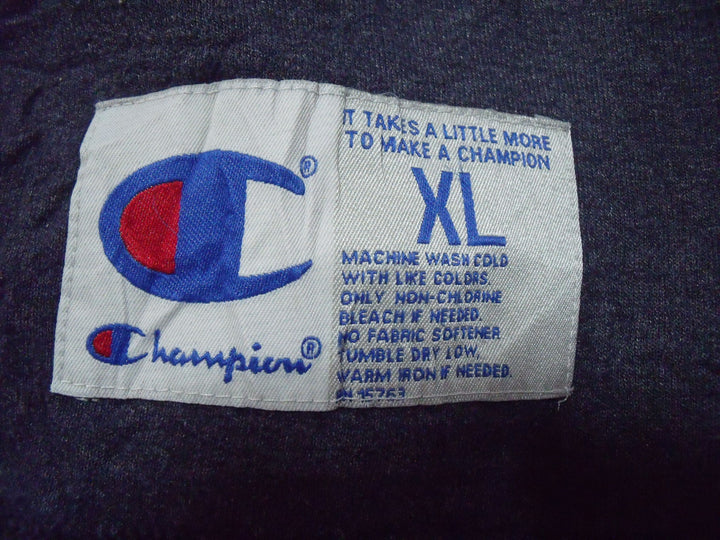 ®
Champion®
IT TAKES A LITTLE MORE
TO MAKE A CHAMPION
XL
MACHINE WASH COLD
WITH LIKE COLORS.
ONLY NON-CHLORINE
BLEACH IF NEEDED.
NO FABRIC SOFTENER
TUMBLE DRY LOW,
WARM IRON IF NEEDED.